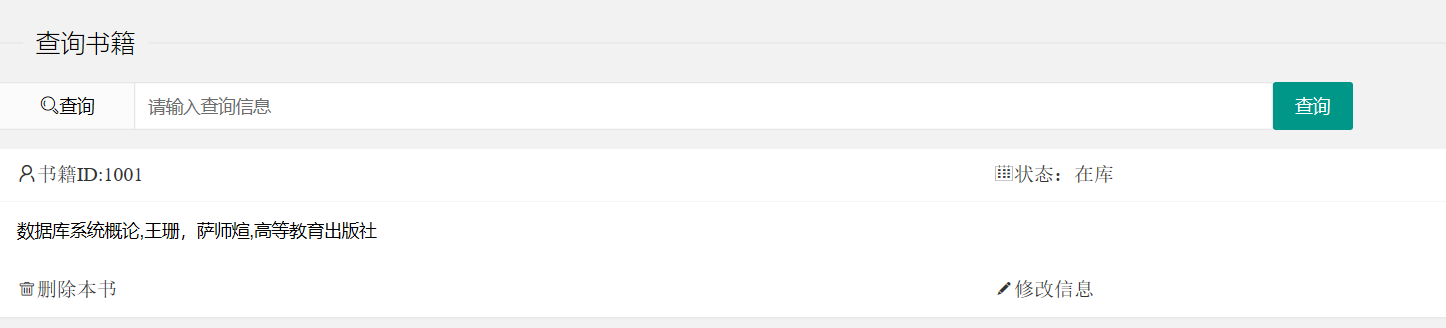 查询书籍
查询 请输入查询信息 查询
书籍ID:1001 状态：在库
数据库系统概论,王珊，萨师煊,高等教育出版社
删除本书 修改信息